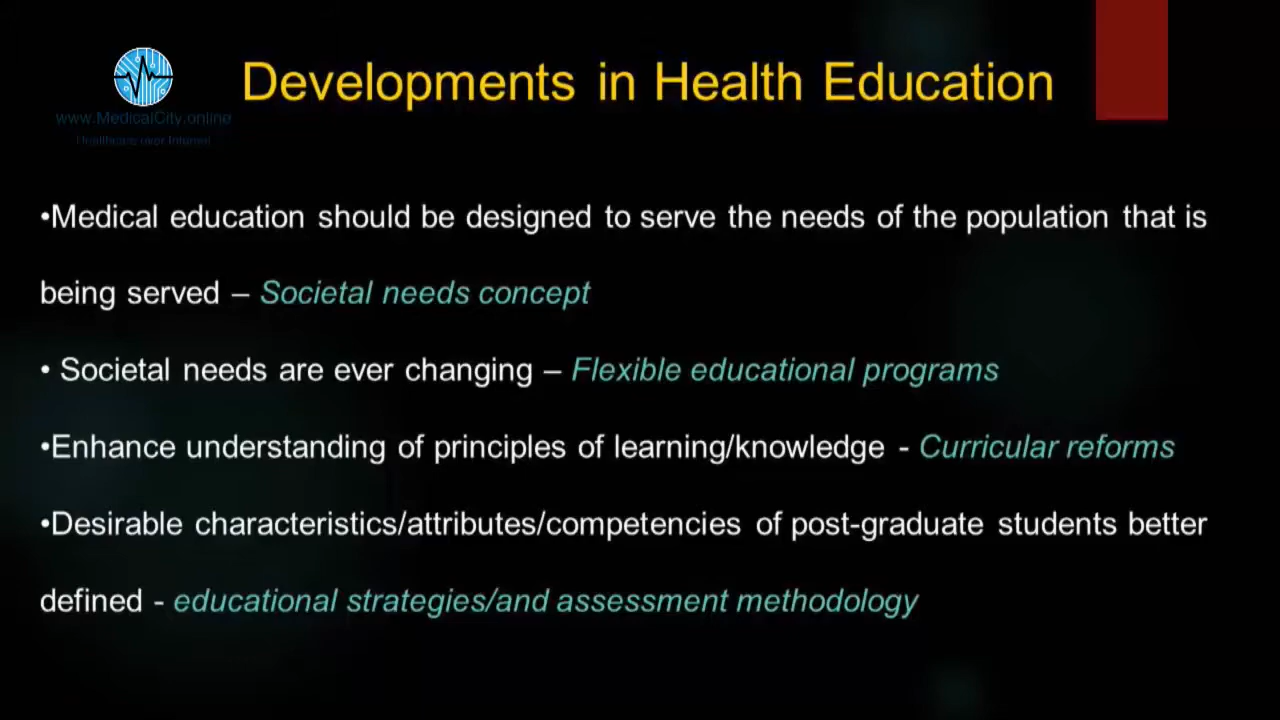 Developments in Health Education
www.MedicalCity.online
Healthcare over Internet
•Medical education should be designed to serve the needs of the population that is
being served – Societal needs concept
• Societal needs are ever changing – Flexible educational programs
•Enhance understanding of principles of learning/knowledge - Curricular reforms
•Desirable characteristics/attributes/competencies of post-graduate students better
defined - educational strategies/and assessment methodology